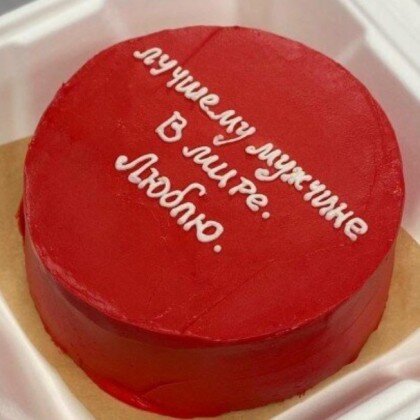 лучшему мужчине
в мире.
Люблю.